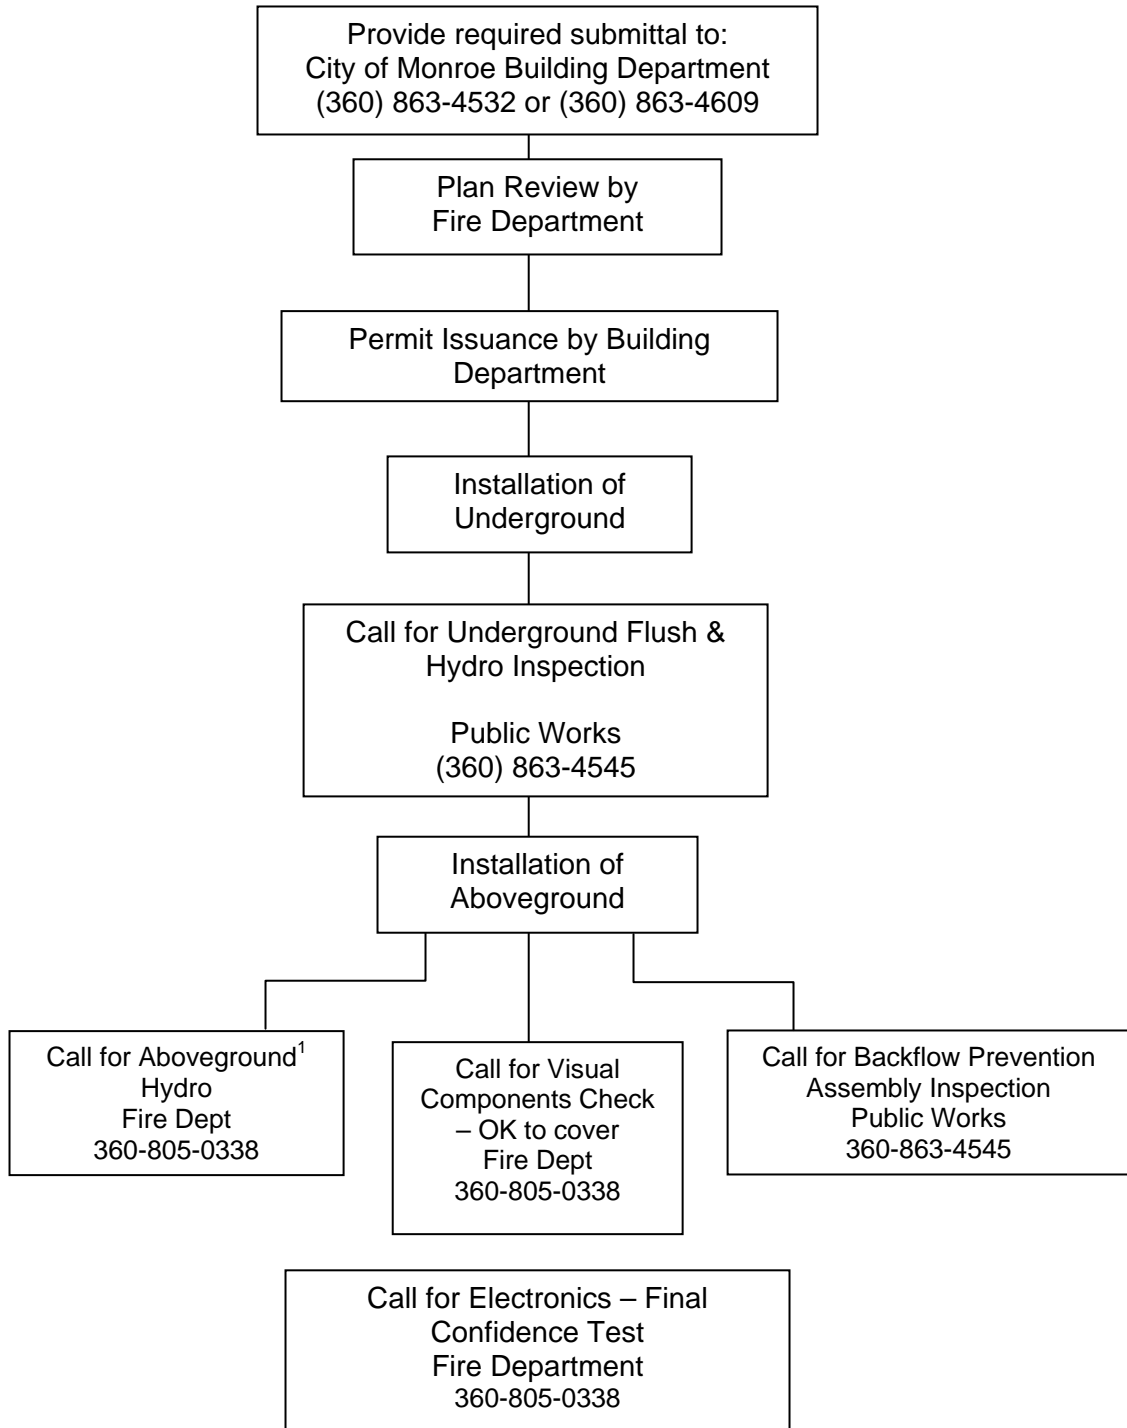 Provide required submittal to:
City of Monroe Building Department
(360) 863-4532 or (360) 863-4609
Plan Review by
Fire Department
Permit Issuance by Building
Department
Installation of
Underground
Call for Underground Flush &
Hydro Inspection
Public Works
(360) 863-4545
Installation of
Aboveground
Call for Aboveground¹
Hydro
Fire Dept
360-805-0338
Call for Visual
Components Check
– OK to cover
Fire Dept
360-805-0338
Call for Backflow Prevention
Assembly Inspection
Public Works
360-863-4545
Call for Electronics – Final
Confidence Test
Fire Department
360-805-0338